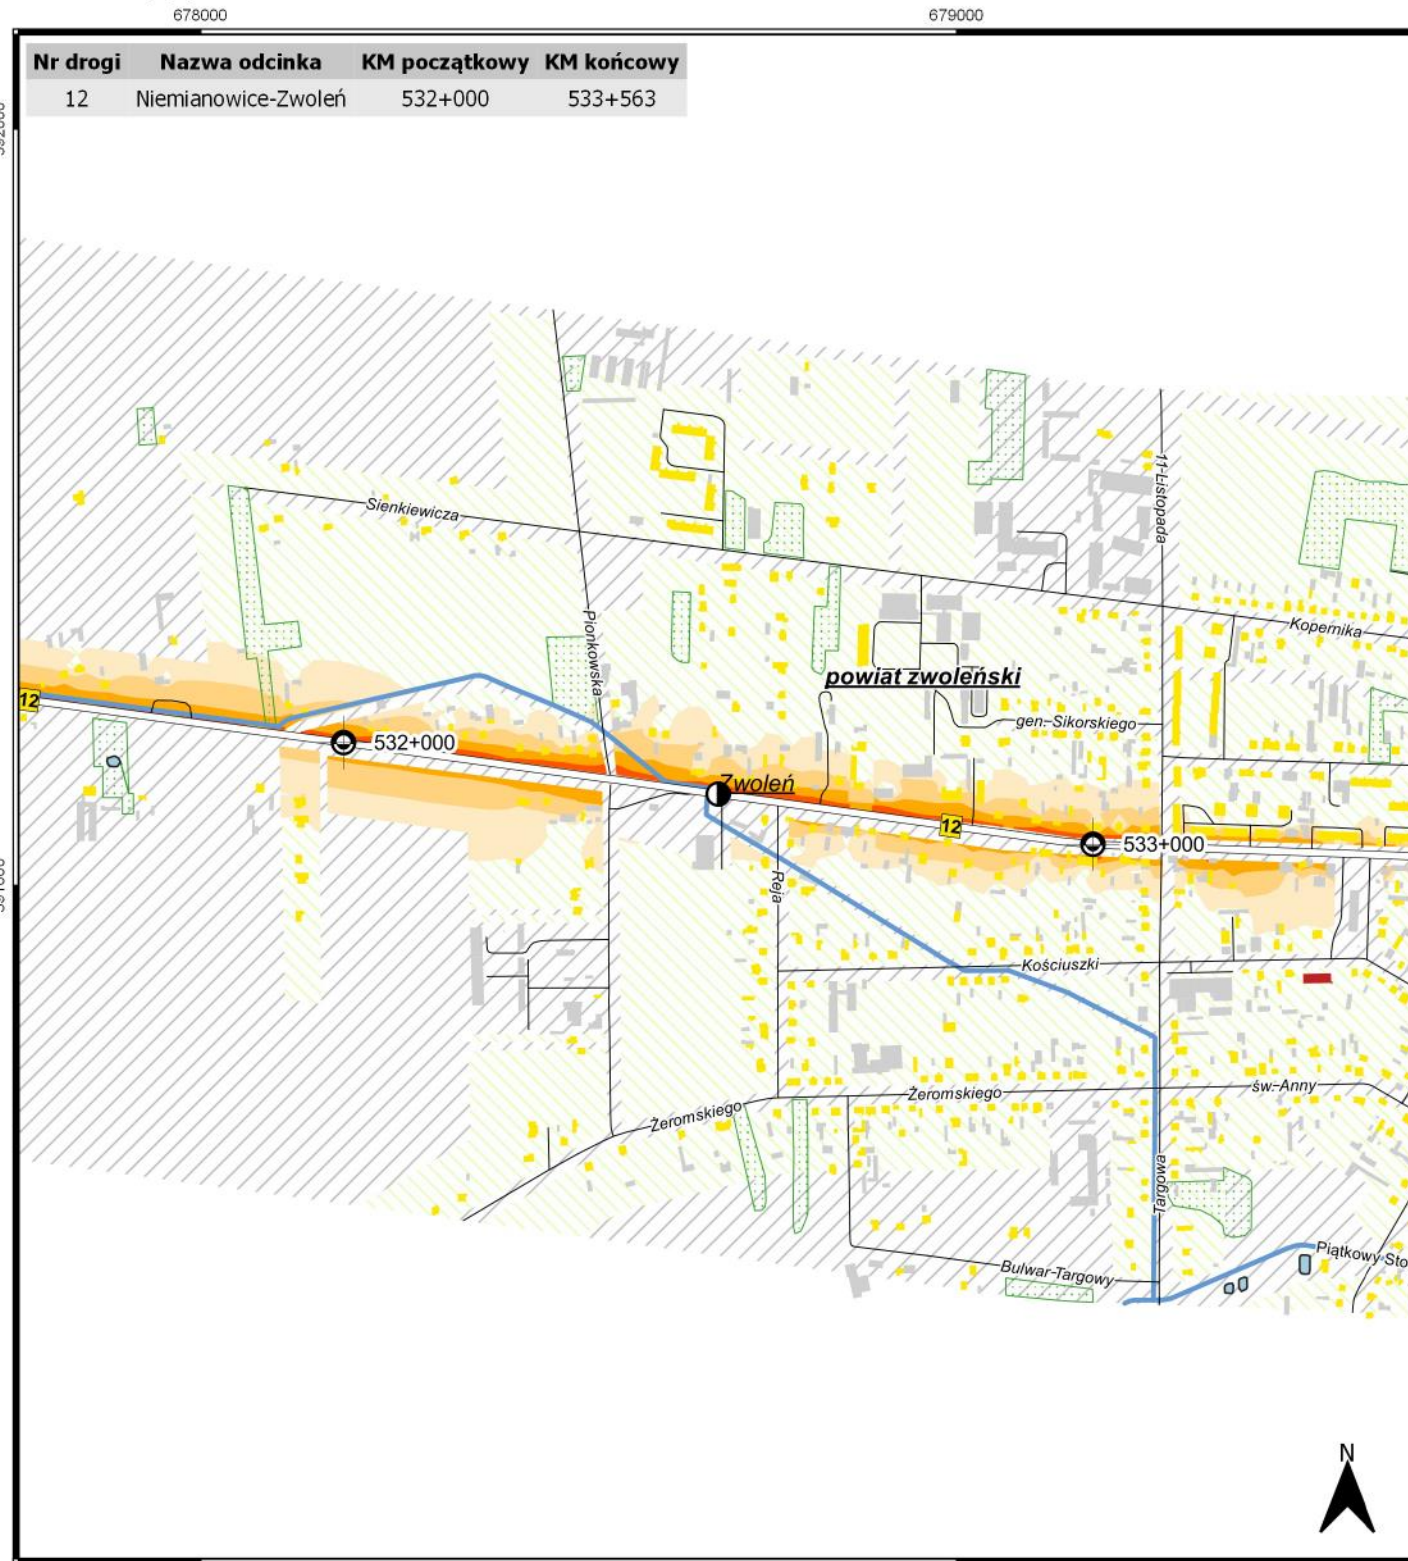 678000 679000
Nr drogi Nazwa odcinka KM początkowy KM końcowy
12 Niemianowice-Zwoleń 532+000 533+563
11-Listopada
Sienkiewicza
Pionkowska
Kopernika
powiat zwoleński
12
gen. Sikorskiego
532+000
Zwoleń
12
533+000
Reja
Kościuszki
św. Anny
Żeromskiego
Żeromskiego
Targowa
Piątkowy Sto
Bulwar-Targowy
N